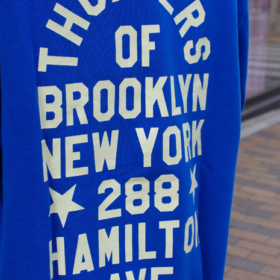 OF
BROOKLYN
NEW YORK
288
HAMILTON
AVE